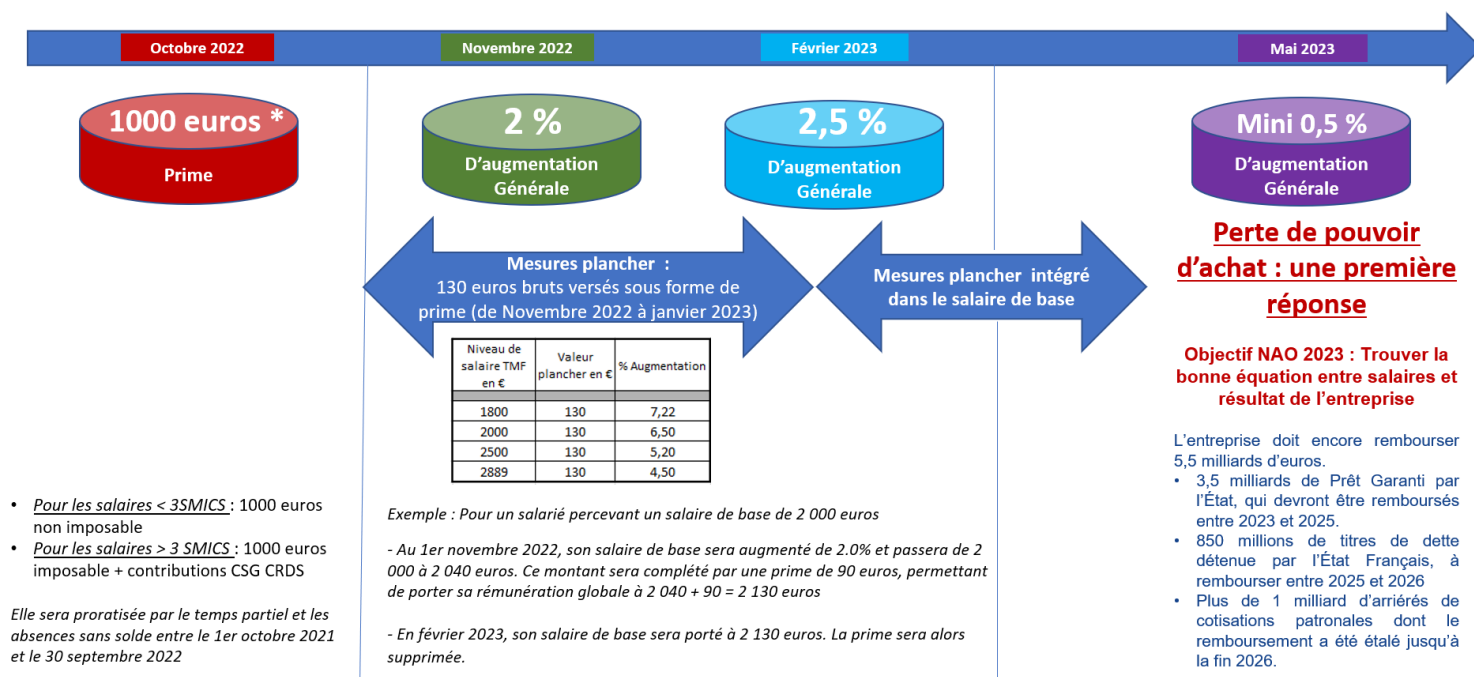 Octobre 2022
Novembre 2022
Février 2023
Mai 2023
1000 euros *
Prime
2 %
D’augmentation
Générale
2,5 %
D’augmentation
Générale
Mini 0,5 %
D’augmentation
Générale
Mesures plancher :
130 euros bruts versés sous forme de
prime (de Novembre 2022 à janvier 2023)
Mesures plancher intégré
dans le salaire de base
Niveau de
salaire TMF
en €
Valeur
plancher en €
% Augmentation
1800 130 7,22
2000 130 6,50
2500 130 5,20
2889 130 4,50
• Pour les salaires < 3SMICS : 1000 euros
non imposable
• Pour les salaires > 3 SMICS : 1000 euros
imposable + contributions CSG CRDS
Elle sera proratisée par le temps partiel et les
absences sans solde entre le 1er octobre 2021
et le 30 septembre 2022
Exemple : Pour un salarié percevant un salaire de base de 2 000 euros
- Au 1er novembre 2022, son salaire de base sera augmenté de 2.0% et passera de 2
000 à 2 040 euros. Ce montant sera complété par une prime de 90 euros, permettant
de porter sa rémunération globale à 2 040 + 90 = 2 130 euros
- En février 2023, son salaire de base sera porté à 2 130 euros. La prime sera alors
supprimée.
Perte de pouvoir
d’achat : une première
réponse
Objectif NAO 2023 : Trouver la
bonne équation entre salaires et
résultat de l’entreprise
L’entreprise doit encore rembourser
5,5 milliards d’euros.
• 3,5 milliards de Prêt Garanti par
l’État, qui devront être remboursés
entre 2023 et 2025.
• 850 millions de titres de dette
détenue par l’État Français, à
rembourser entre 2025 et 2026
• Plus de 1 milliard d’arriérés de
cotisations patronales dont le
remboursement a été étalé jusqu’à
la fin 2026.